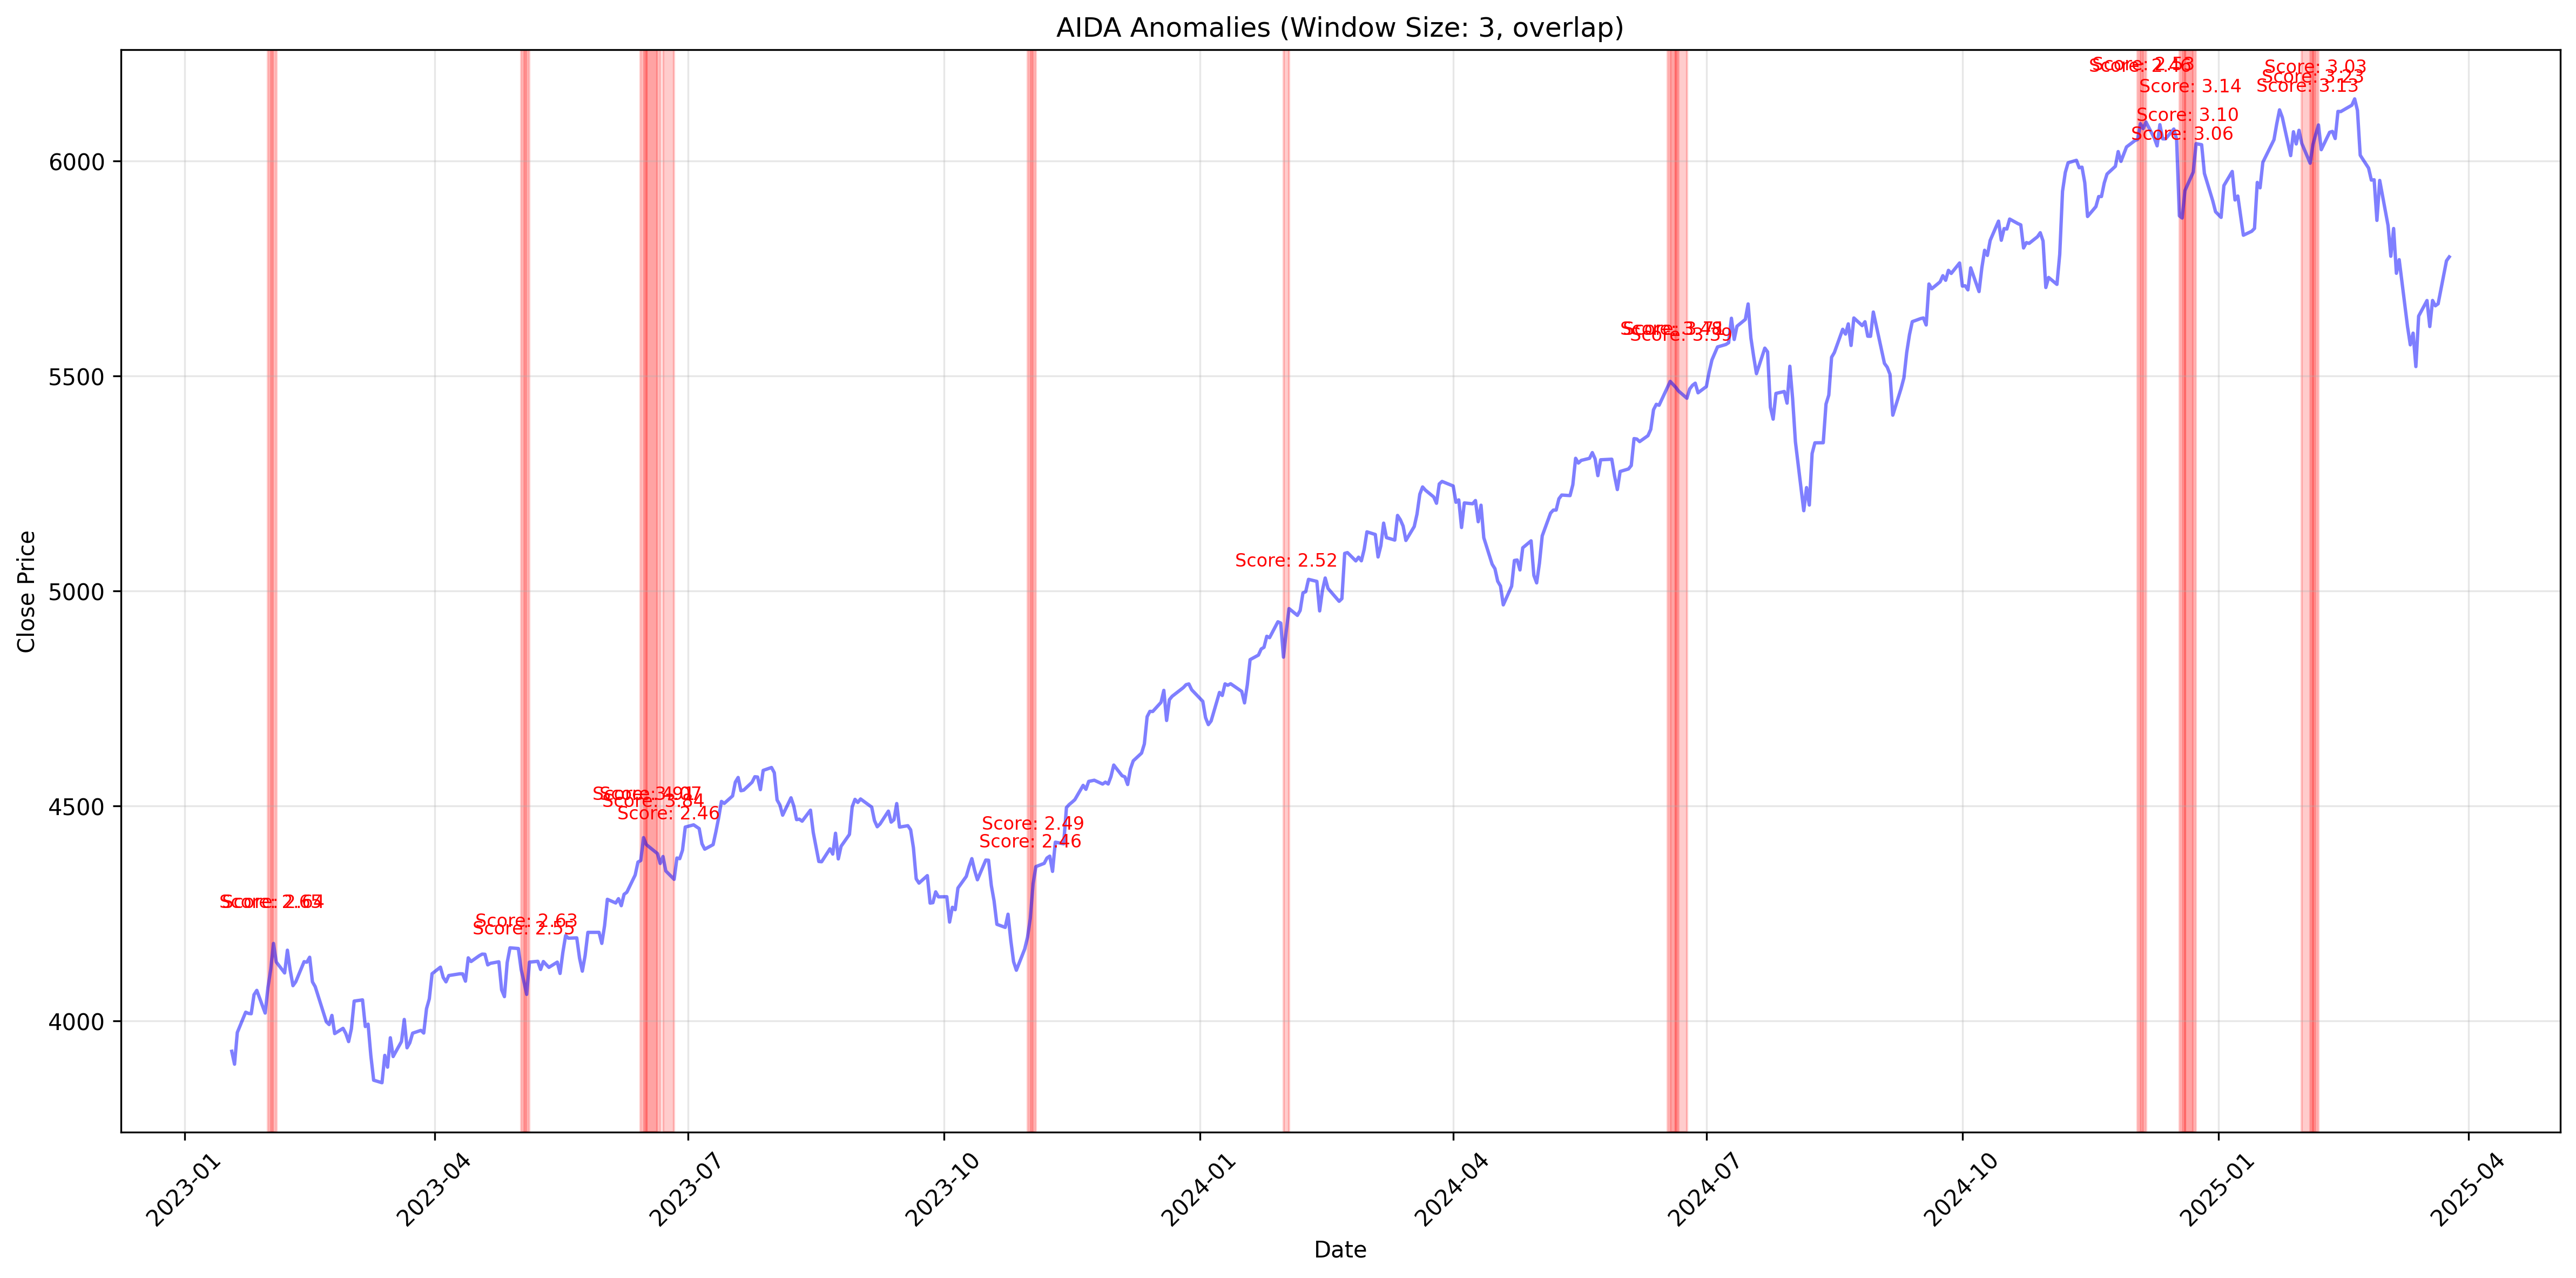 AIDA Anomalies (Window Size: 3, overlap)
Score: 3.03
Score: 3.23
Score: 3.14
Score: 3.13
Score: 3.10
Score: 3.06
6000
5500
Close Price
Score: 2.52
5000
Score: 2.46
4500
Score: 2.49
Score: 2.46
Score: 2.63
Score: 2.55
4000
2023-01
2023-04
2023-07
2023-10
2024-01
2024-04
2024-07
2024-10
2025-01
2025-04
Date